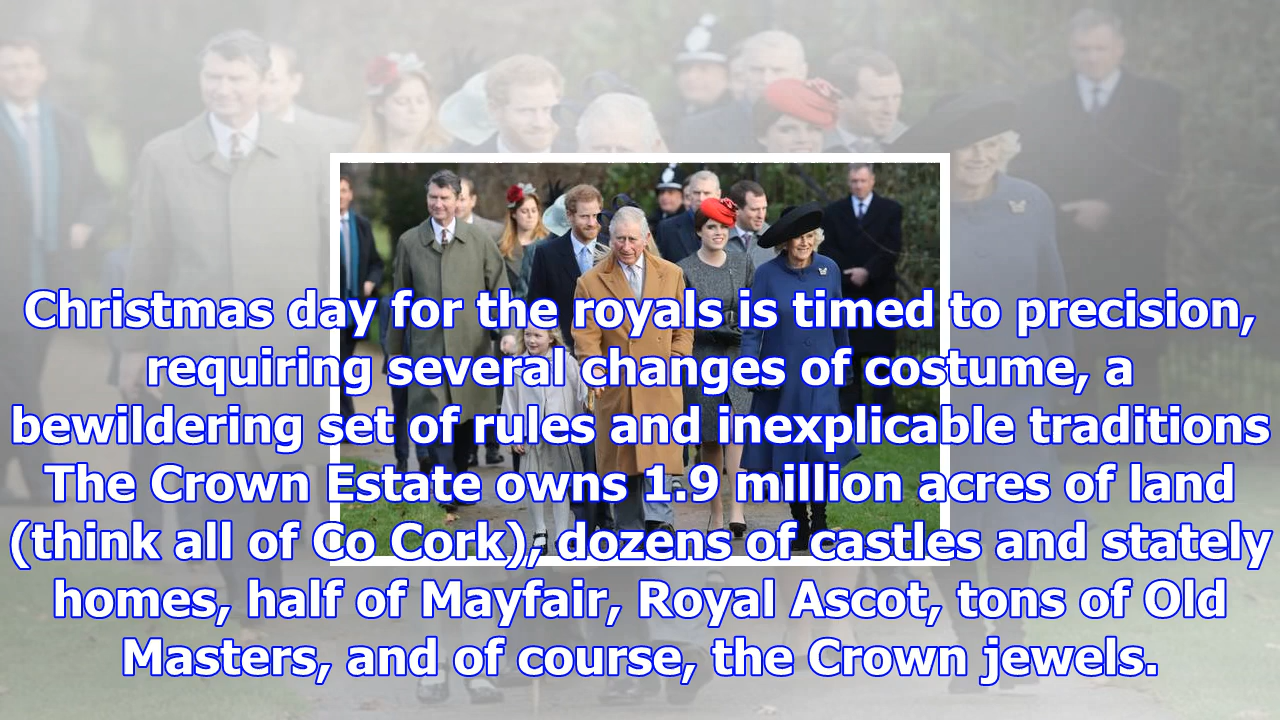 Christmas day for the royals is timed to precision,
requiring several changes of costume, a
bewildering set of rules and inexplicable traditions
The Crown Estate owns 1.9 million acres of land
(think all of Co Cork), dozens of castles and stately
homes, half of Mayfair, Royal Ascot, tons of Old
Masters, and of course, the Crown jewels.